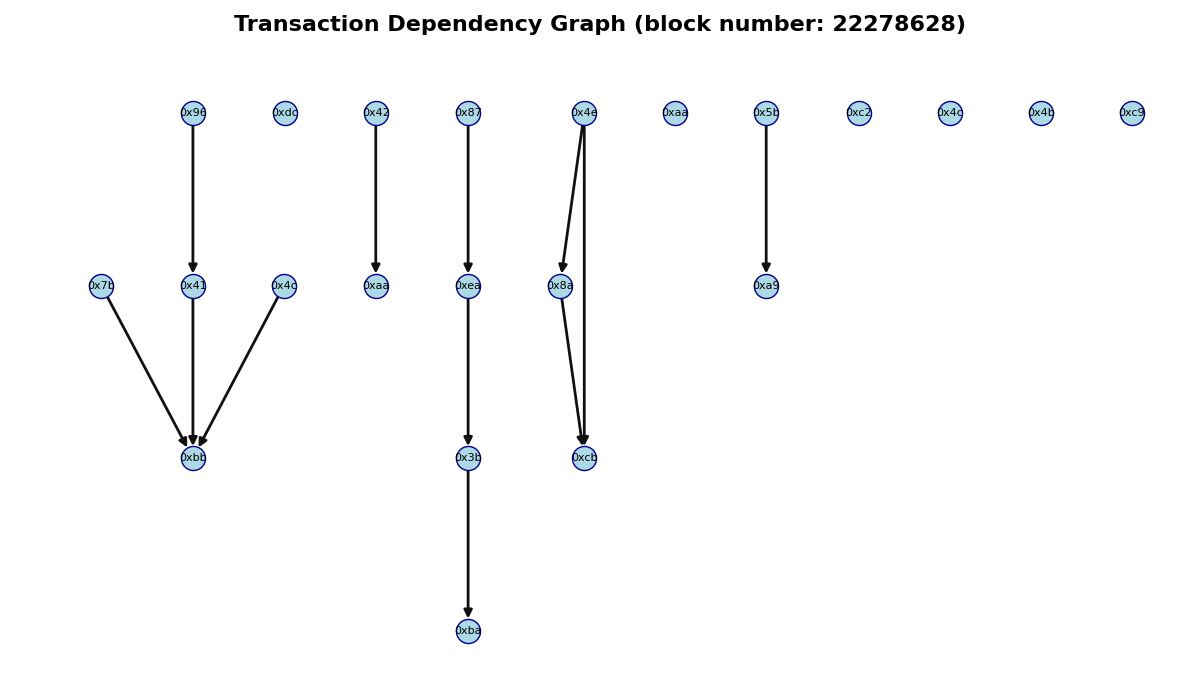 Transaction Dependency Graph (block number: 22278628)
0x96 0xdc 0x42 0x87 0x4e 0xaa 0x5b 0xc2 0x4c 0x4b 0xc9
0x7b 0x41 0x4c 0xaa 0xea 0x8a 0xa9
0xbb 0x3b 0xcb
0xba